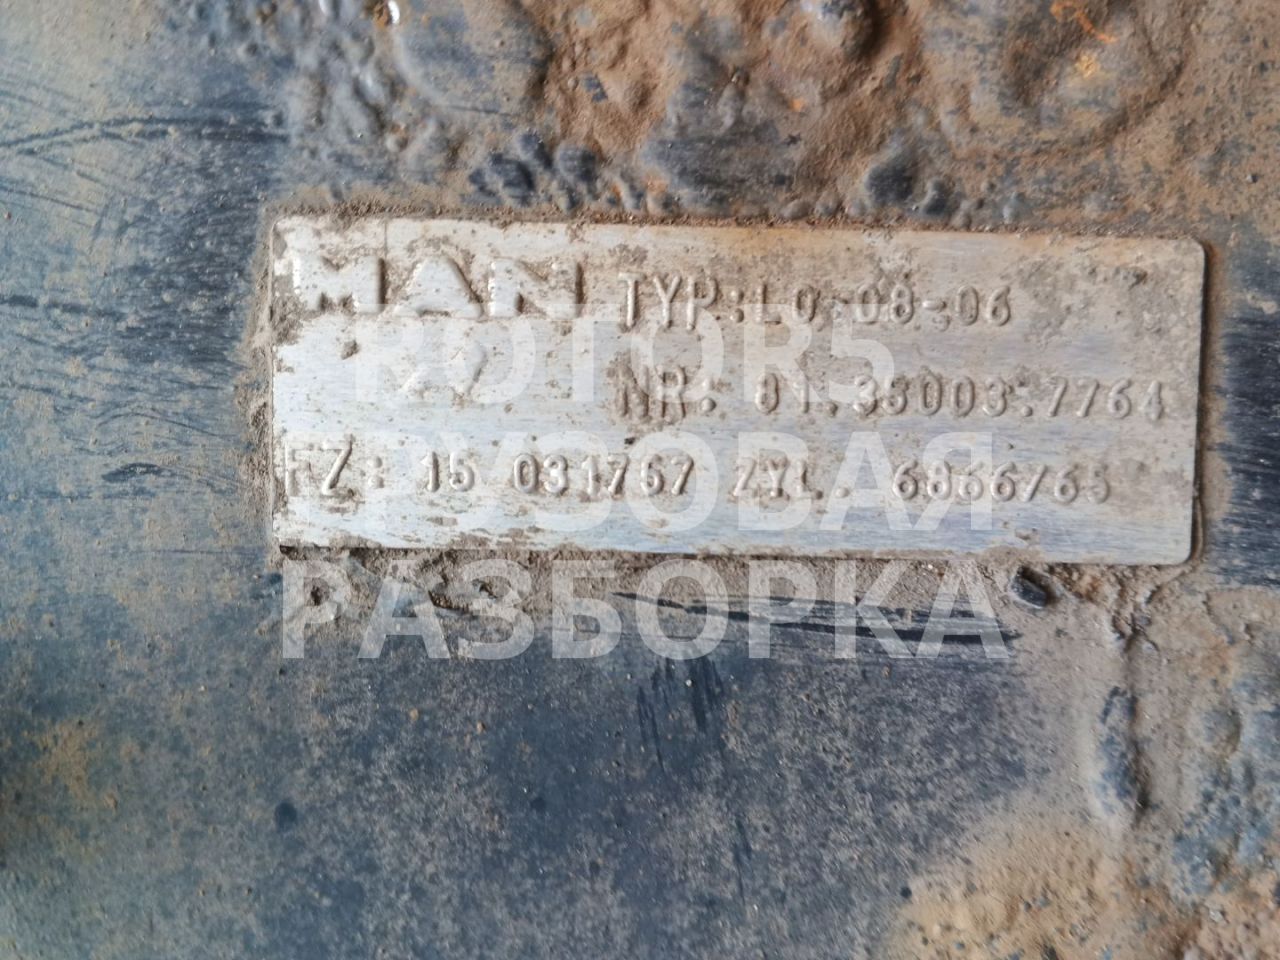 MAN TYP:LO-08-06
NR: 81.35003.7764
FZ: 15 031767 ZYL. 6866/65
ROTOR5
ГРУЗОВАЯ
РАЗБОРКА